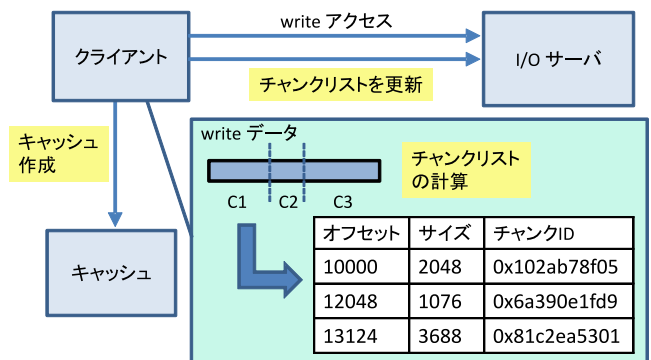 write アクセス
クライアント
I/O サーバ
チャンクリストを更新
キャッシュ
作成
write データ
チャンクリスト
の計算
C1 C2 C3
オフセット サイズ チャンクID
10000 2048 0x102ab78f05
12048 1076 0x6a390e1fd9
13124 3688 0x81c2ea5301
キャッシュ